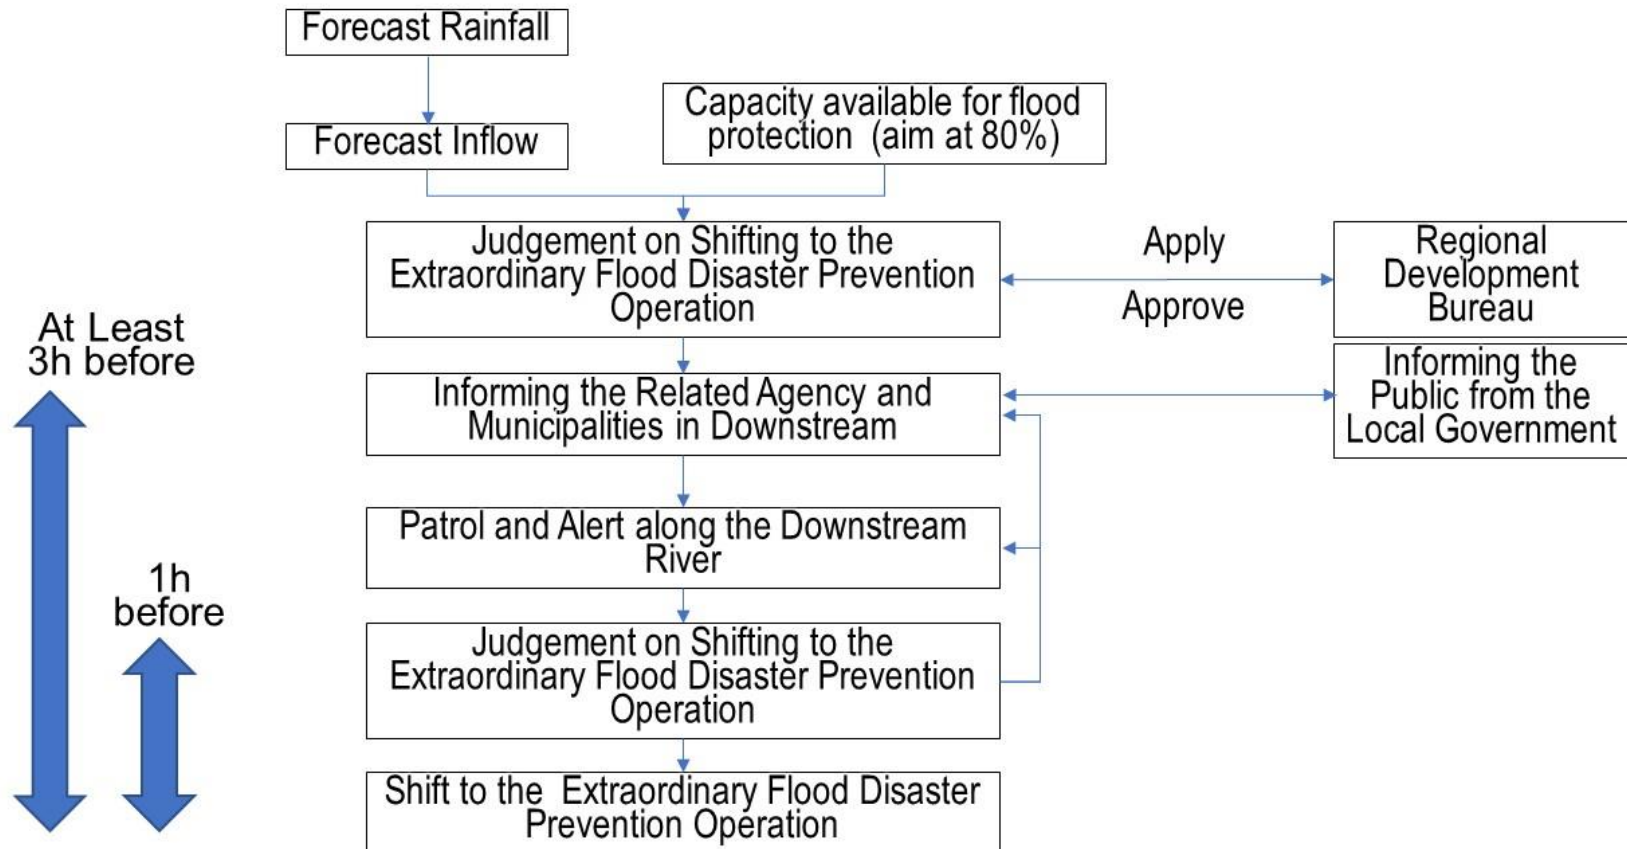 Forecast Rainfall
Capacity available for flood
protection (aim at 80%)
Forecast Inflow
Judgement on Shifting to the
Extraordinary Flood Disaster Prevention
Operation
Apply
Approve
Regional
Development
Bureau
At Least
3h before
Informing the Related Agency and
Municipalities in Downstream
Informing the
Public from the
Local Government
Patrol and Alert along the Downstream
River
1h
before
Judgement on Shifting to the
Extraordinary Flood Disaster Prevention
Operation
Shift to the Extraordinary Flood Disaster
Prevention Operation